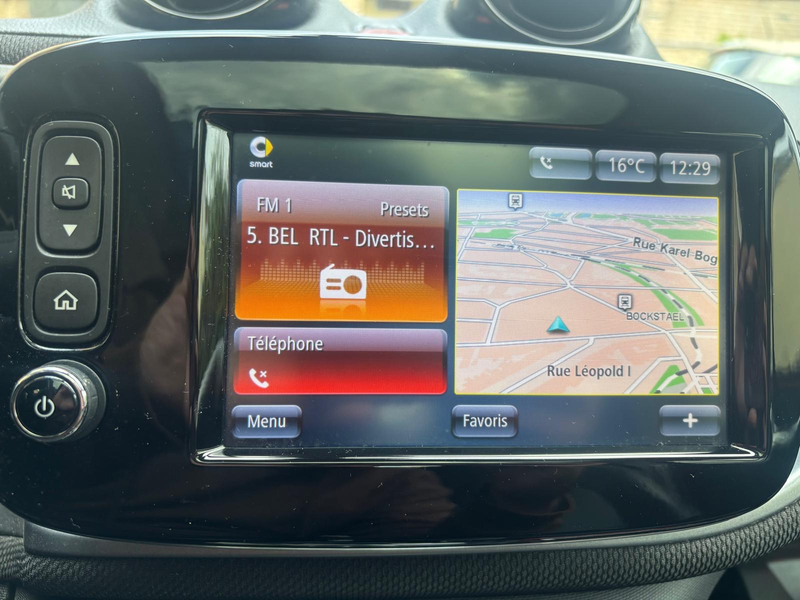 smart
16°C
12:29
FM 1
Presets
5. BEL RTL - Divertis...
Rue Karel Bog
BOCKSTAEL
Rue Léopold I
Téléphone
Menu
Favoris
+